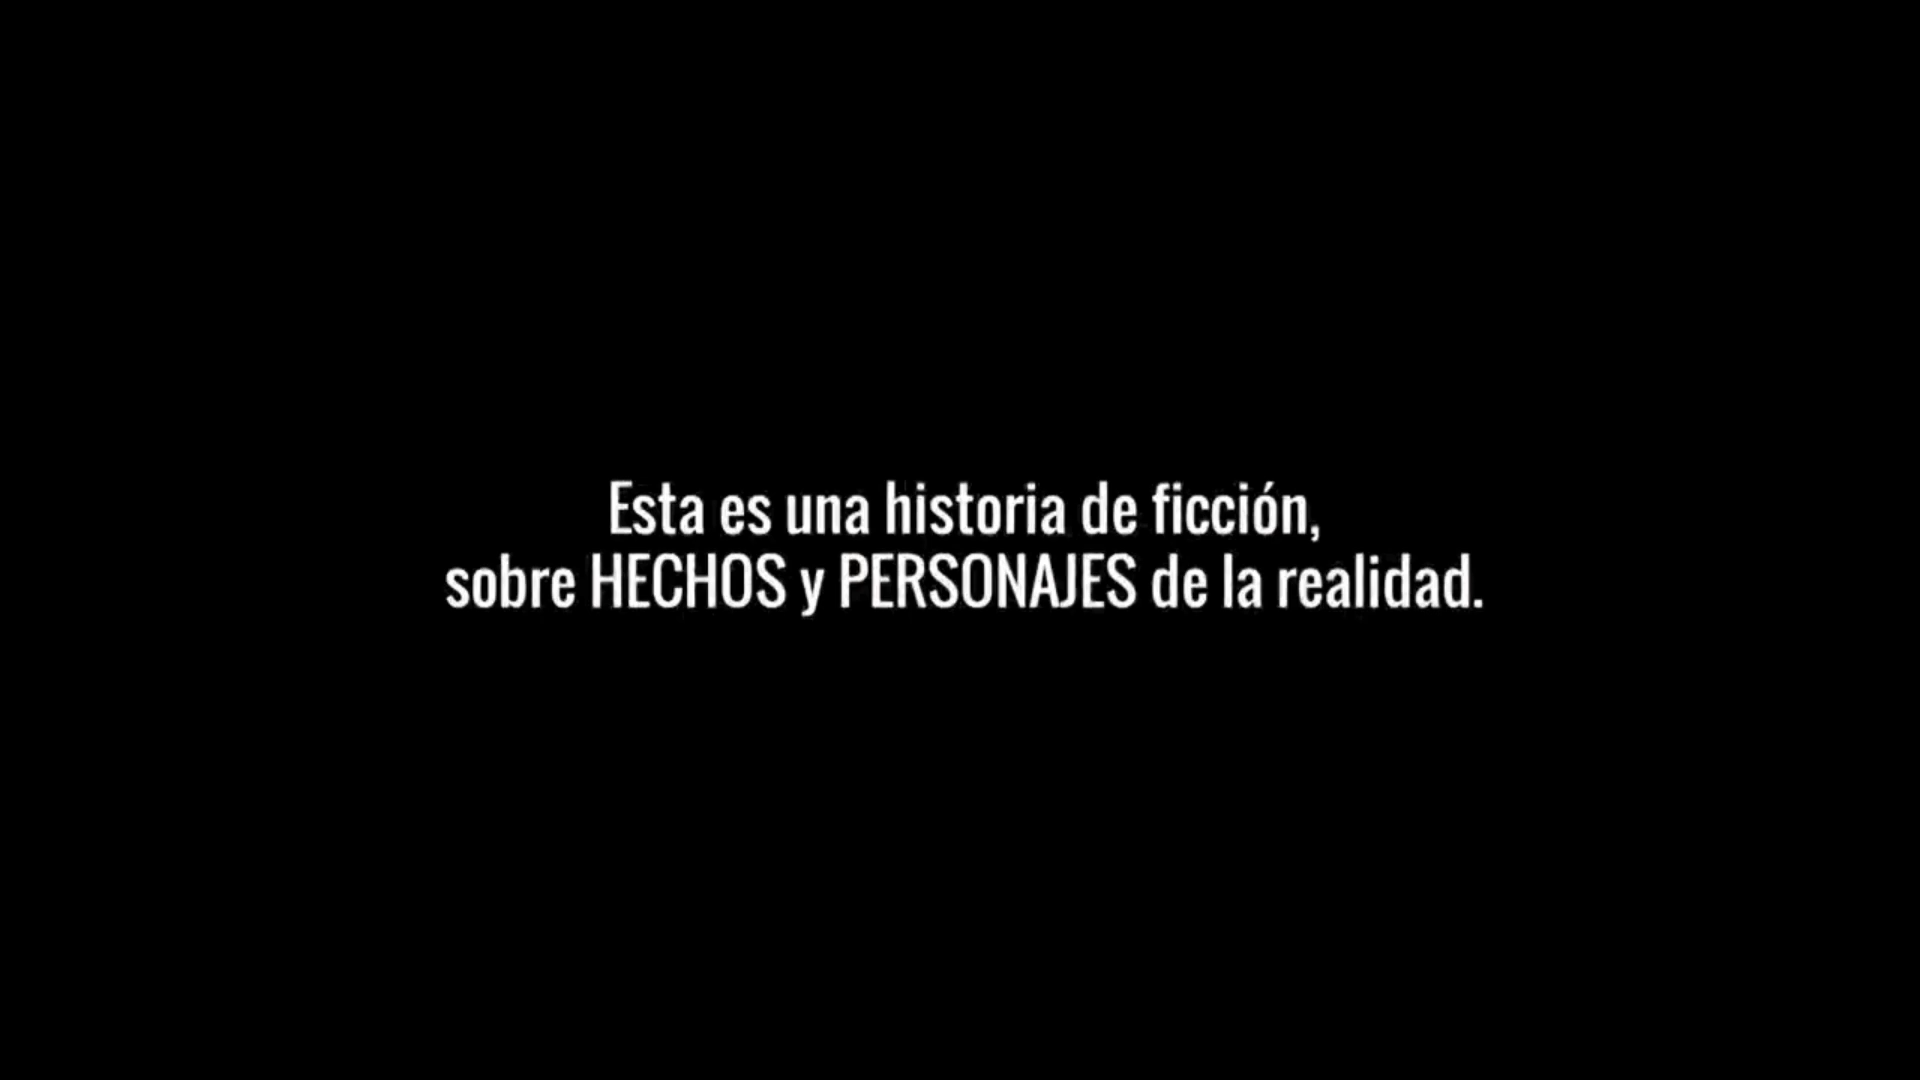 Esta es una historia de ficción,
sobre HECHOS y PERSONAJES de la realidad.